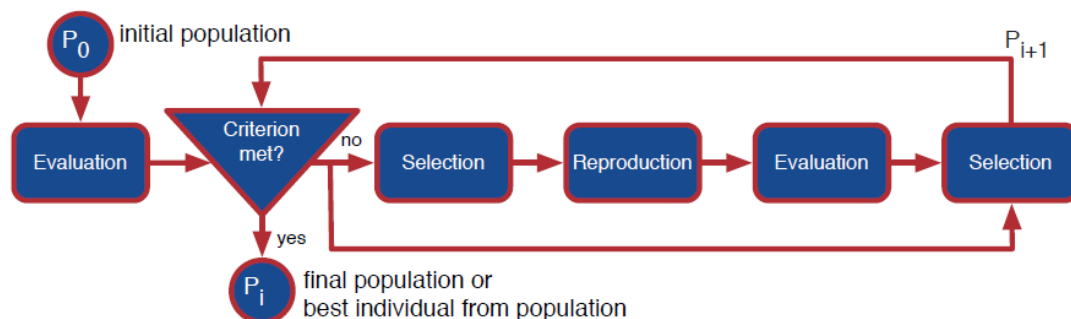 P0
initial population
Pi+1
Evaluation
Criterion
met?
no
Selection
Reproduction
Evaluation
Selection
yes
Pi
final population or
best individual from population